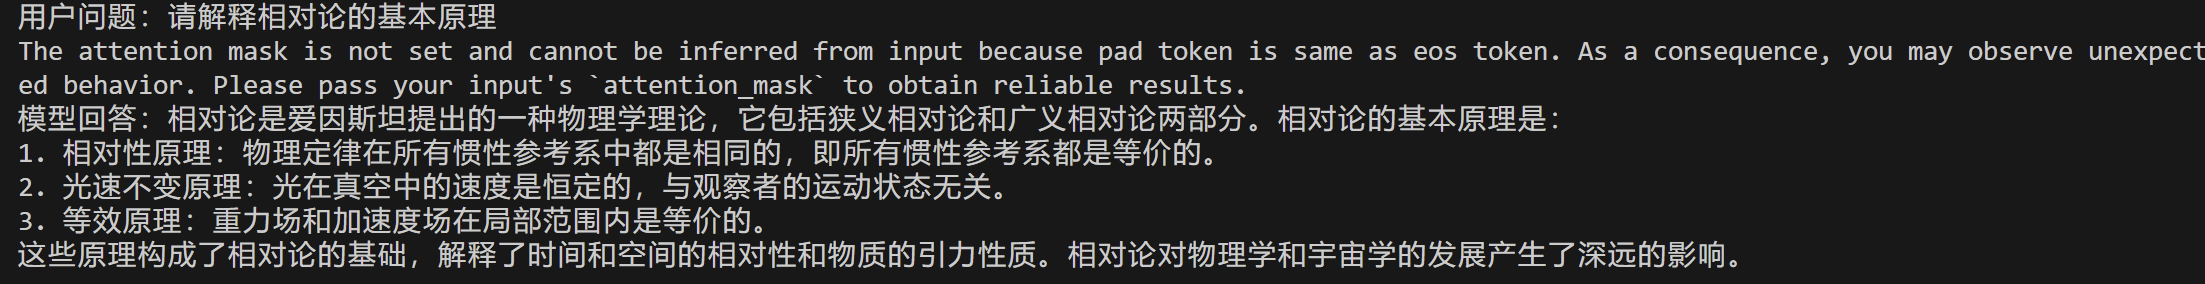 用户问题：请解释相对论的基本原理
The attention mask is not set and cannot be inferred from input because pad token is same as eos token. As a consequence, you may observe unexpect
ed behavior. Please pass your input's `attention_mask` to obtain reliable results.
模型回答：相对论是爱因斯坦提出的一种物理学理论，它包括狭义相对论和广义相对论两部分。相对论的基本原理是：
1. 相对性原理：物理定律在所有惯性参考系中都是相同的，即所有惯性参考系都是等价的。
2. 光速不变原理：光在真空中的速度是恒定的，与观察者的运动状态无关。
3. 等效原理：重力场和加速度场在局部范围内是等价的。
这些原理构成了相对论的基础，解释了时间和空间的相对性和物质的引力性质。相对论对物理学和宇宙学的发展产生了深远的影响。